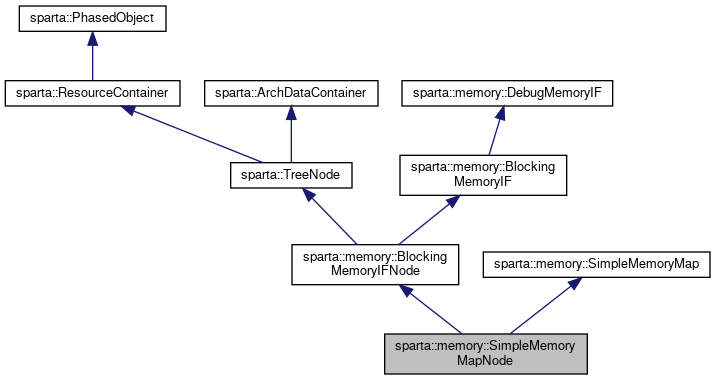 sparta::PhasedObject
sparta::ResourceContainer
sparta::ArchDataContainer
sparta::memory::DebugMemoryIF
sparta::TreeNode
sparta::memory::Blocking
MemoryIF
sparta::memory::Blocking
MemoryIFNode
sparta::memory::SimpleMemoryMap
sparta::memory::SimpleMemory
MapNode